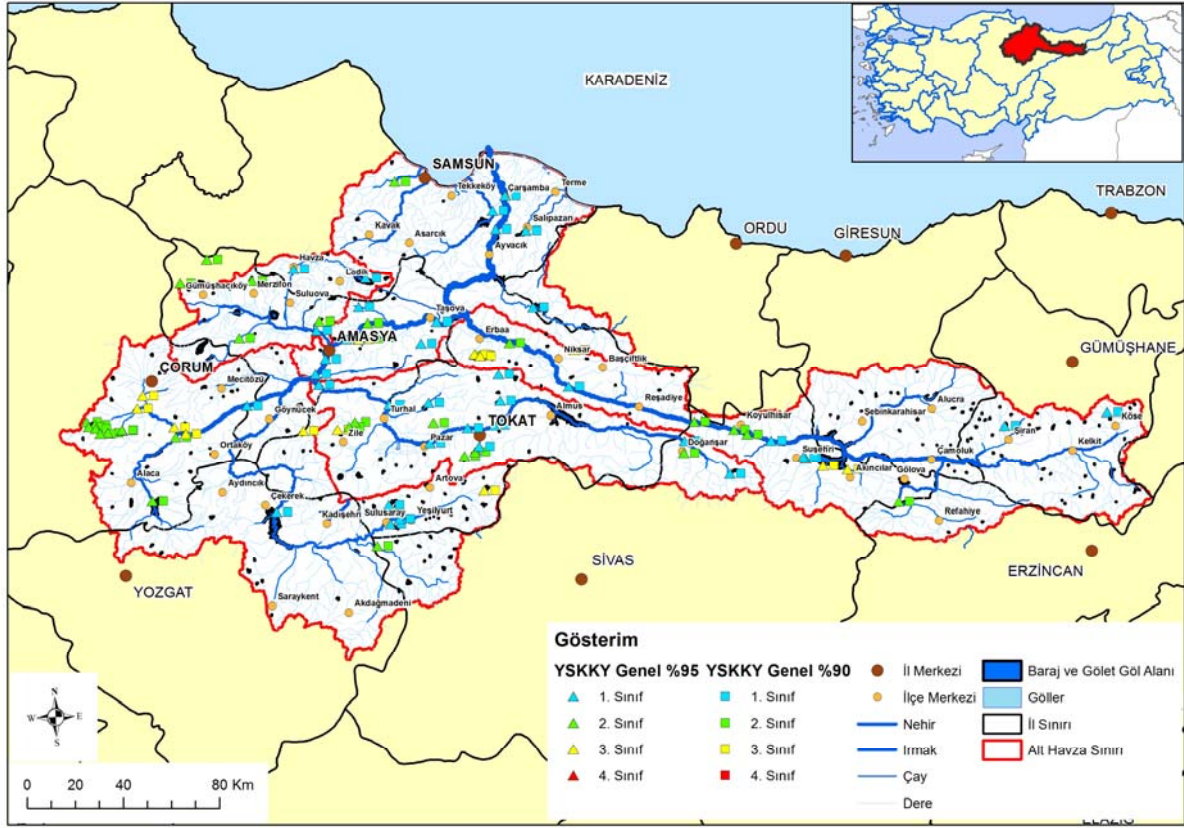 KARADENİZ
TRABZON
SAMSUN
Tekkeköy
Çarşamba
Terme
Salıpazarı
ORDU
GİRESUN
Kavak
Asarcık
Ayvacık
Havza
Ladik
Gümüşhacıköy
Merzifon
Suluova
Taşova
Erbaa
AMASYA
Niksar
Başçiftlik
GÜMÜŞHANE
ÇORUM
Mecitözü
Göynücek
Turhal
Almus
Reşadiye
Koyulhisar
Şebinkarahisar
Alucra
Şiran
Köse
Kelkit
TOKAT
Zile
Pazar
Ortaköy
Doğanşar
Suşehri
Akıncılar
Gölova
Çamoluk
Alaca
Aydıncık
Artova
Çekerek
Kadışehri
Sulusaray
Yeşilyurt
Refahiye
SİVAS
ERZİNCAN
YOZGAT
Saraykent
Akdağmadeni
Gösterim
YSKKY Genel %95 YSKKY Genel %90
1. Sınıf 1. Sınıf
2. Sınıf 2. Sınıf
3. Sınıf 3. Sınıf
4. Sınıf 4. Sınıf
İl Merkezi
İlçe Merkezi
Nehir
Irmak
Çay
Dere
Baraj ve Gölet Göl Alanı
Göller
İl Sınırı
Alt Havza Sınırı
N
W E
S
0 20 40 80 Km